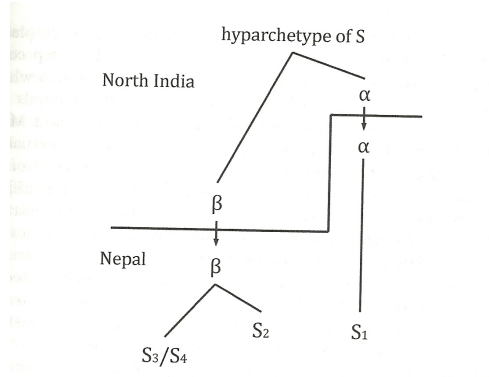 hyparchetype of S
North India
α
α
β
Nepal
β
S2
S1
S3/S4